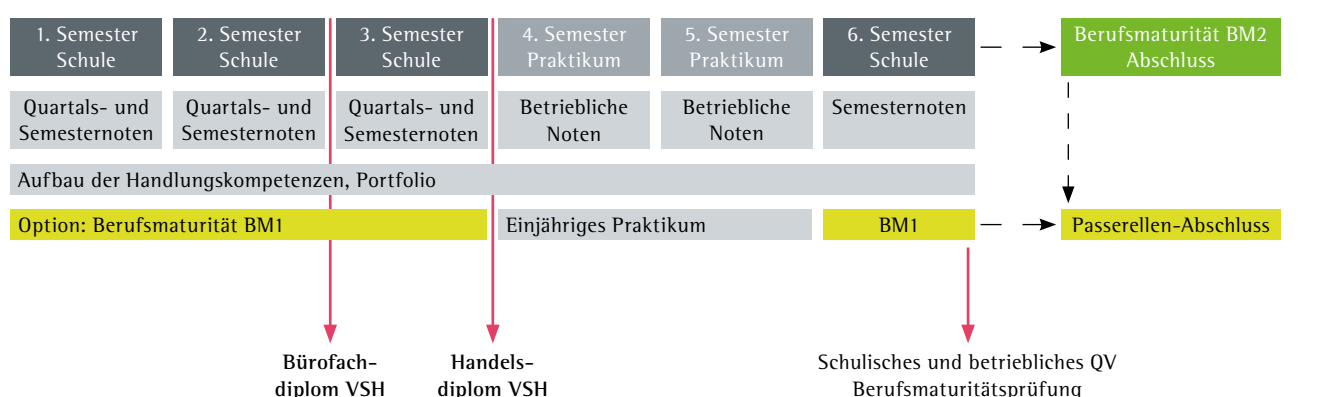 1. Semester
Schule
2. Semester
Schule
3. Semester
Schule
4. Semester
Praktikum
5. Semester
Praktikum
6. Semester
Schule
Berufsmaturität BM2
Abschluss
Quartals- und
Semesternoten
Quartals- und
Semesternoten
Quartals- und
Semesternoten
Betriebliche
Noten
Betriebliche
Noten
Semesternoten
Aufbau der Handlungskompetenzen, Portfolio
Option: Berufsmaturität BM1
Einjähriges Praktikum
BM1
Passerellen-Abschluss
Bürofach-
diplom VSH
Handels-
diplom VSH
Schulisches und betriebliches QV
Berufsmaturitätsprüfung